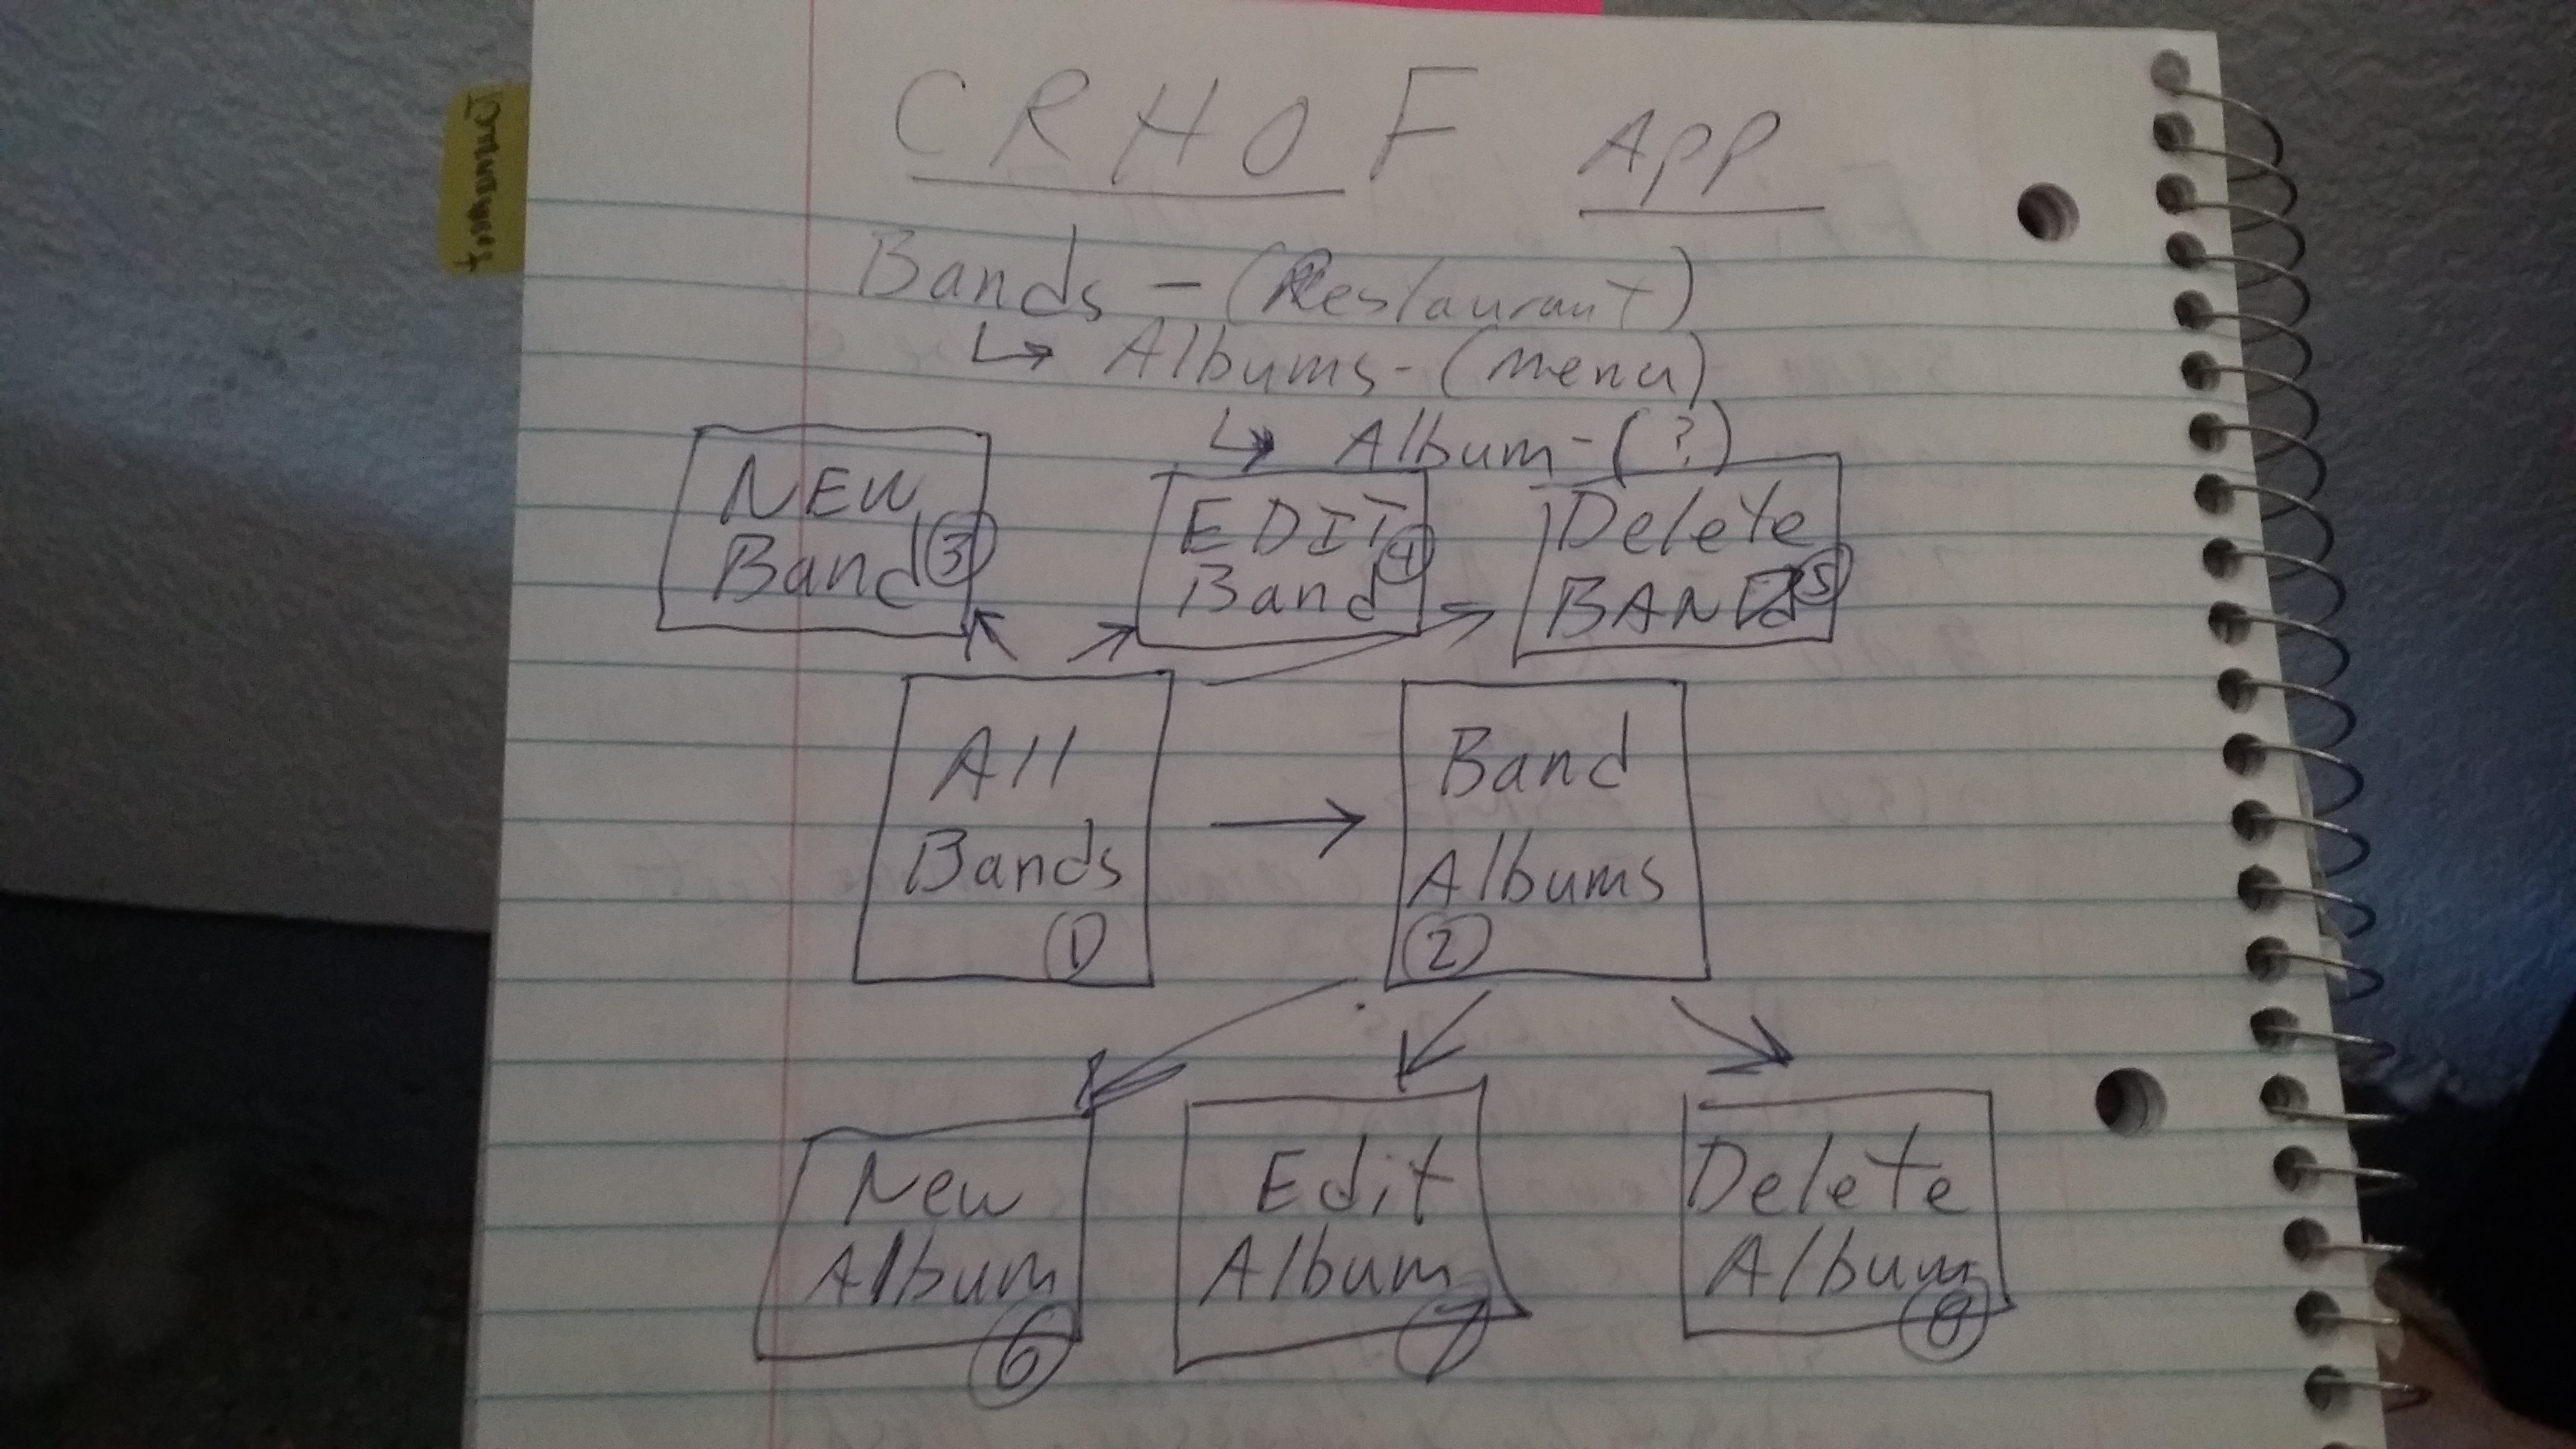 CRHOF APP
Bands - (Restaurant)
↳ Albums - (menu)
↳ Album - (?)
NEW
Band 3
EDIT
Band 4
Delete
BANd 5
All
Bands
1
Band
Albums
2
New
Album
6
Edit
Album
7
Delete
Album
8